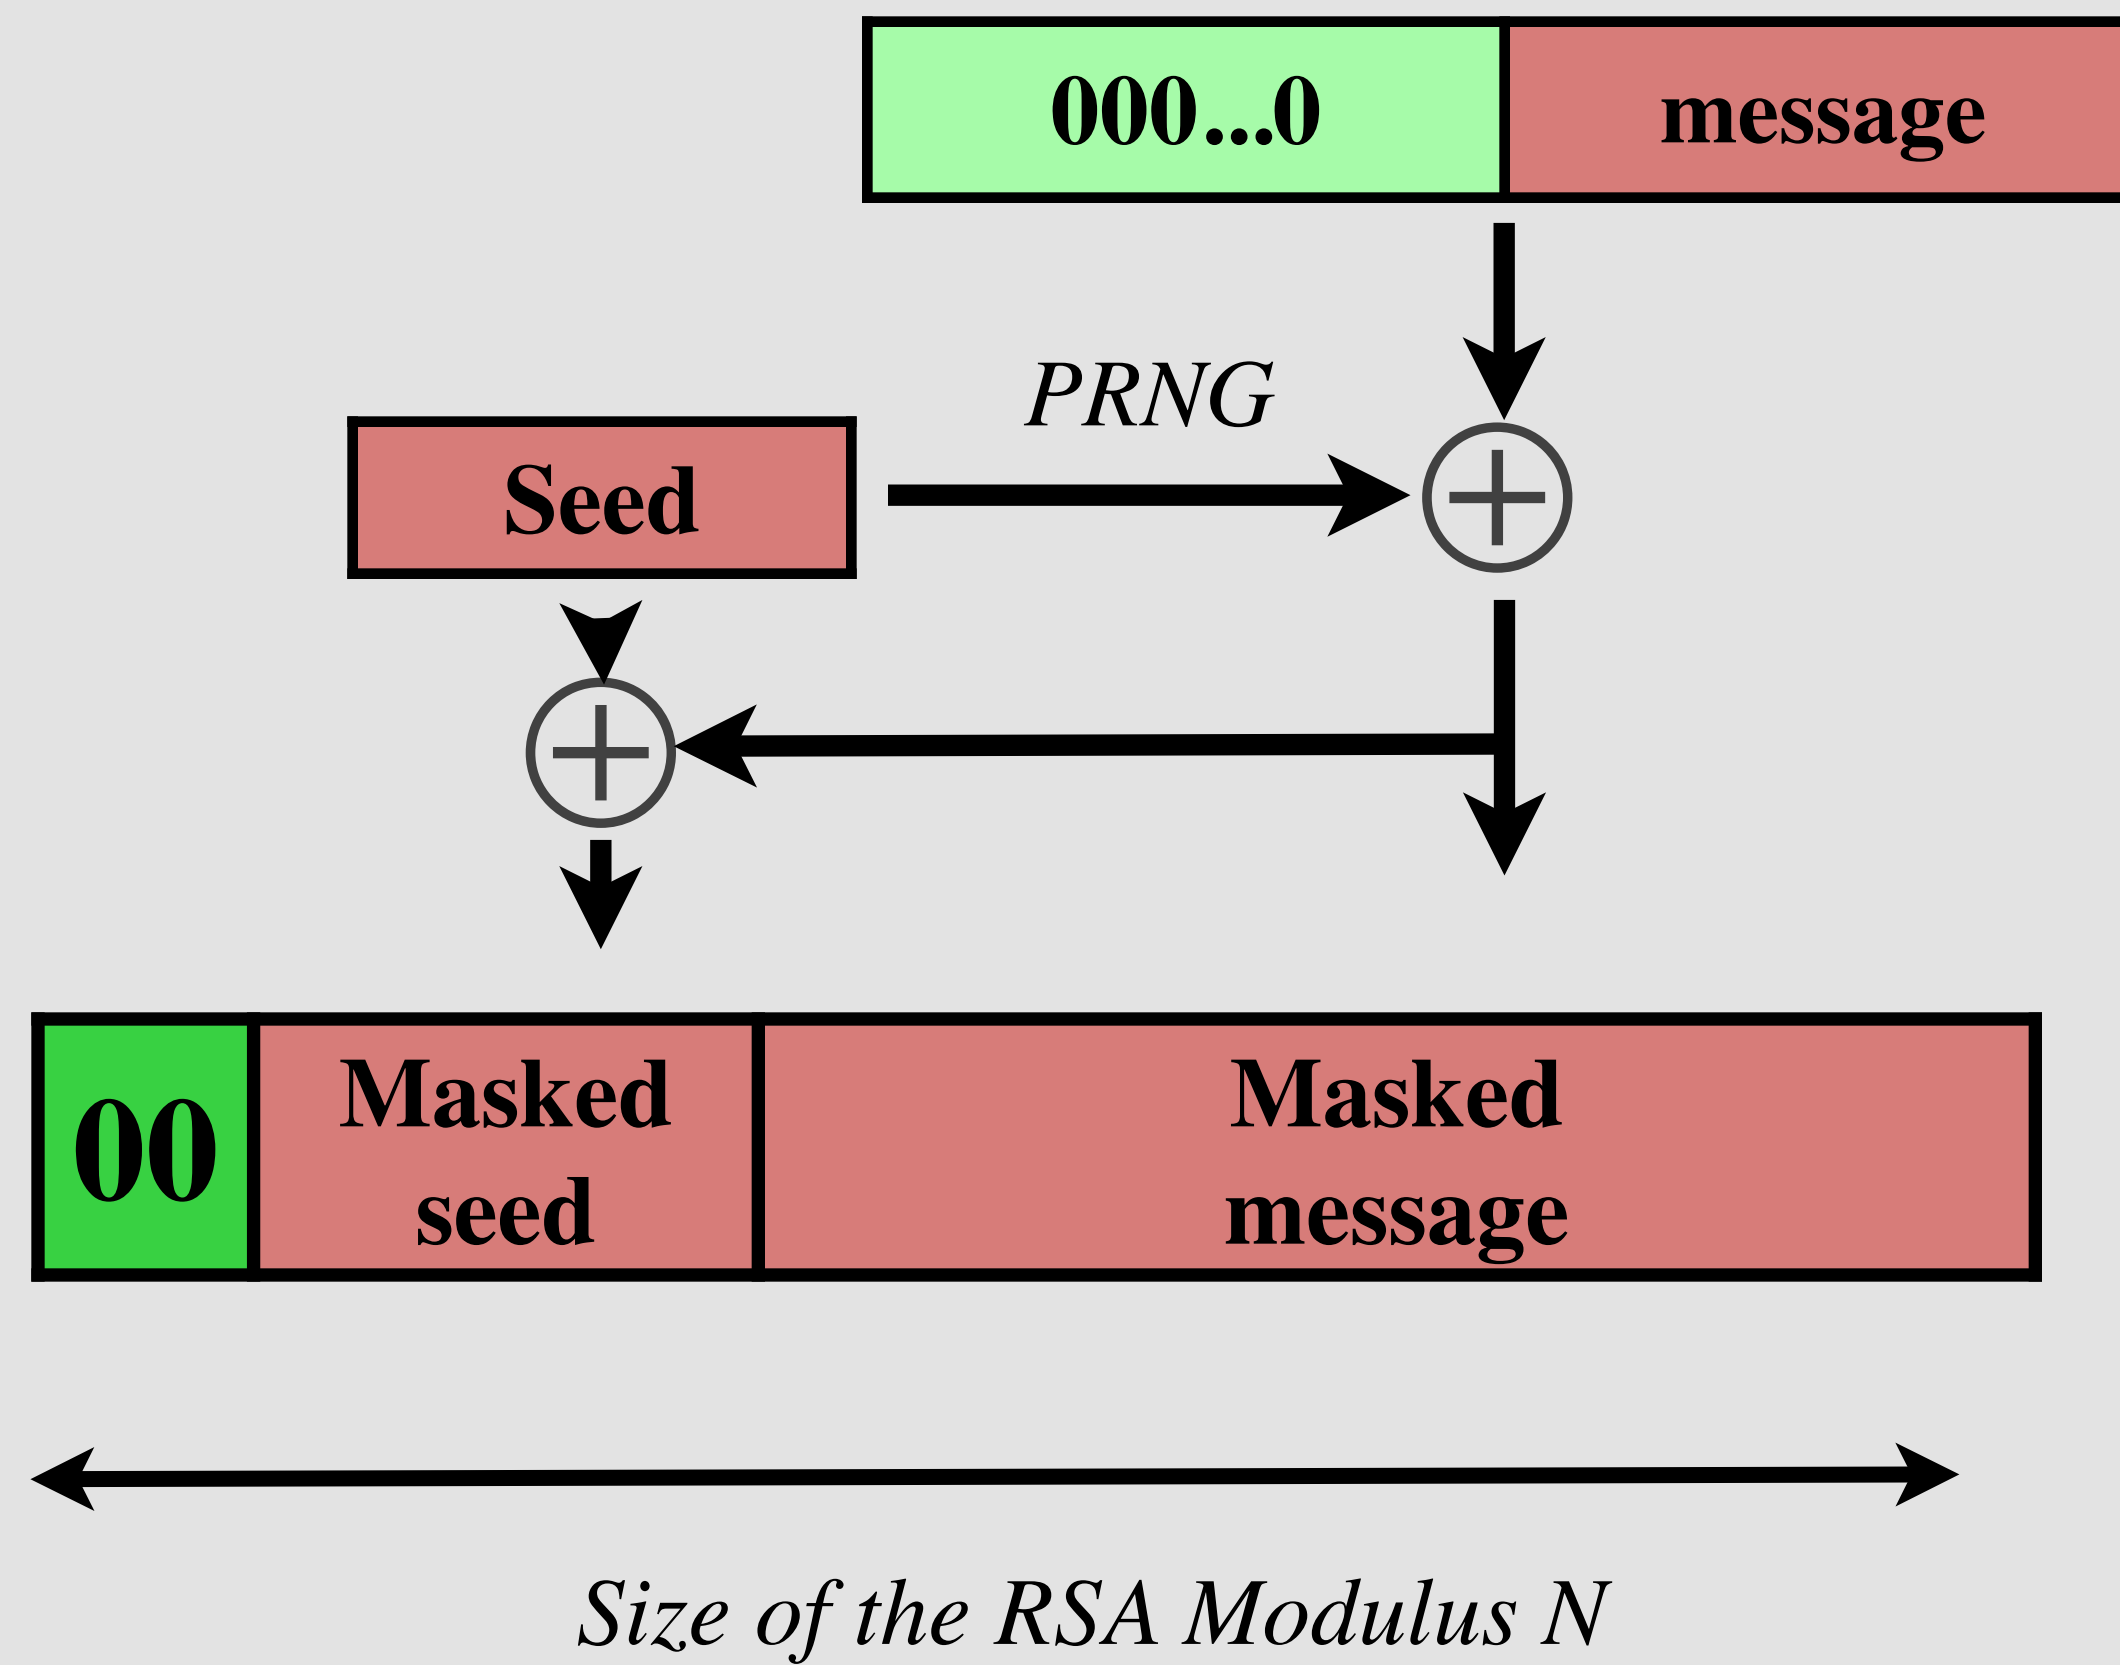 000...0
message
PRNG
Seed
00
Masked
seed
Masked
message
Size of the RSA Modulus N